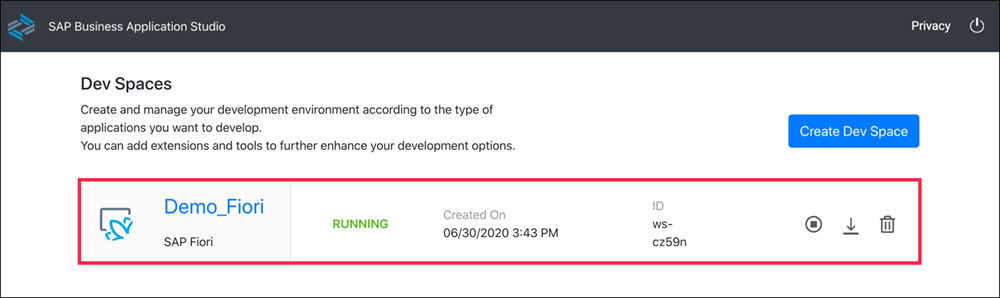 SAP Business Application Studio
Privacy
Dev Spaces
Create and manage your development environment according to the type of
applications you want to develop.
You can add extensions and tools to further enhance your development options.
Create Dev Space
Demo_Fiori
SAP Fiori
RUNNING
Created On
06/30/2020 3:43 PM
ID
ws-
cz59n